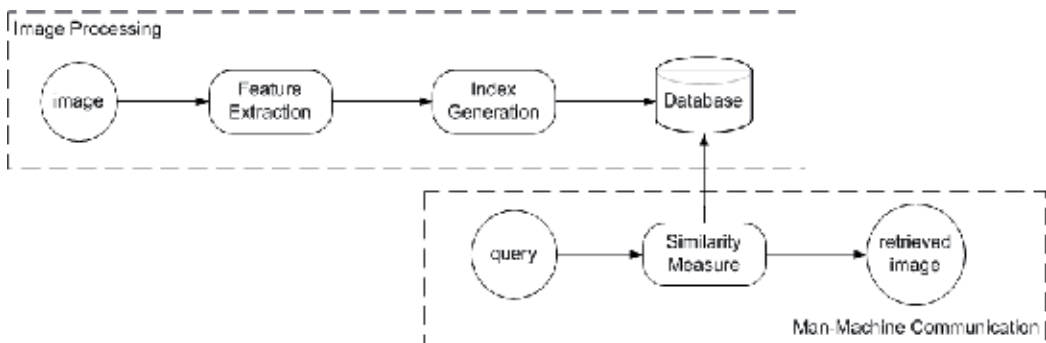 Image Processing
image
Feature
Extraction
Index
Generation
Database
query
Similarity
Measure
retrieved
image
Man-Machine Communication